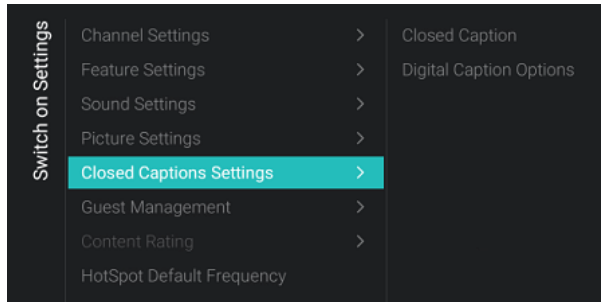 Switch on Settings
Channel Settings >
Closed Caption
Feature Settings >
Digital Caption Options
Sound Settings >
Picture Settings >
Closed Captions Settings >
Guest Management >
Content Rating >
HotSpot Default Frequency